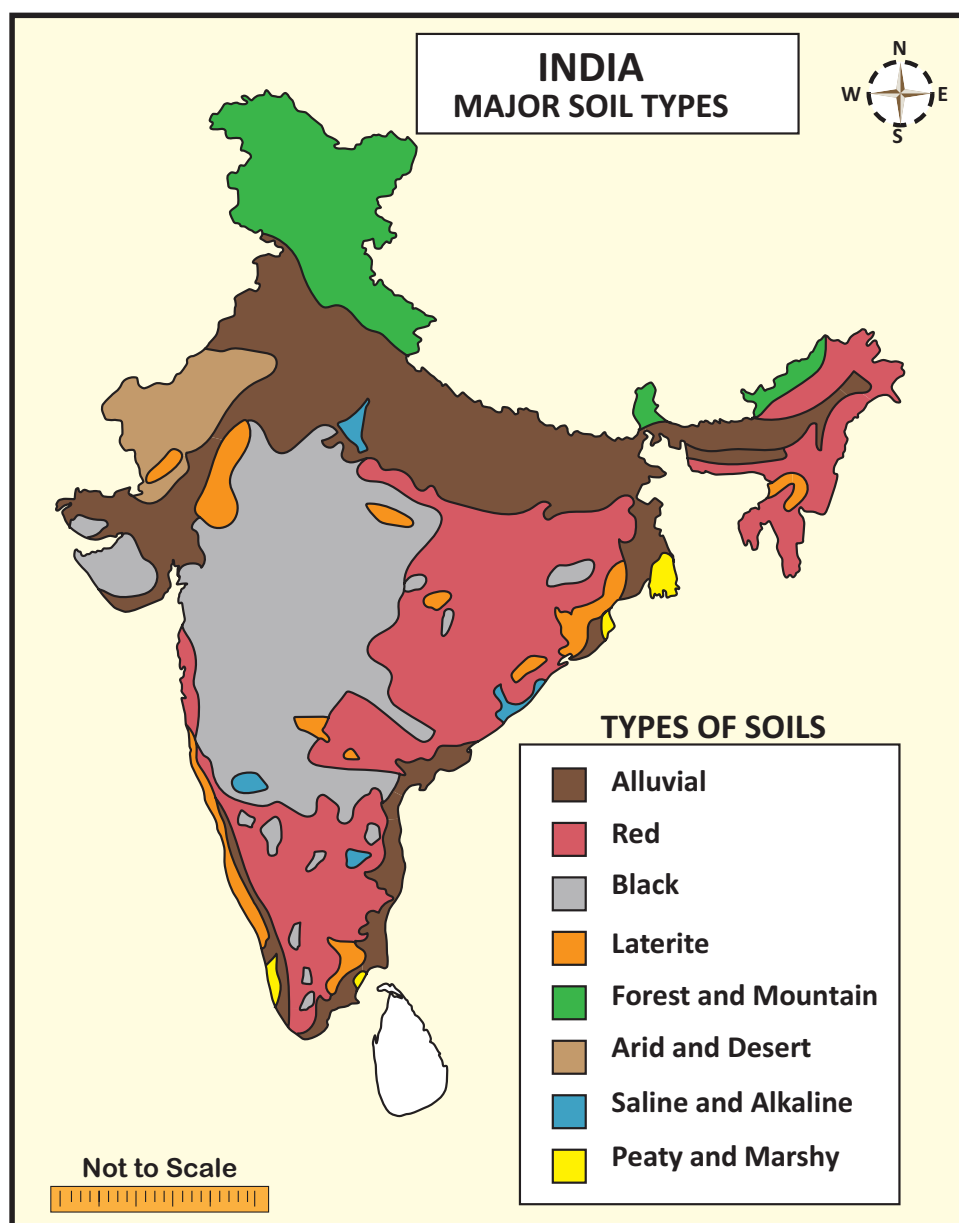 INDIA
MAJOR SOIL TYPES
N
W E
S
TYPES OF SOILS
Alluvial
Red
Black
Laterite
Forest and Mountain
Arid and Desert
Saline and Alkaline
Peaty and Marshy
Not to Scale